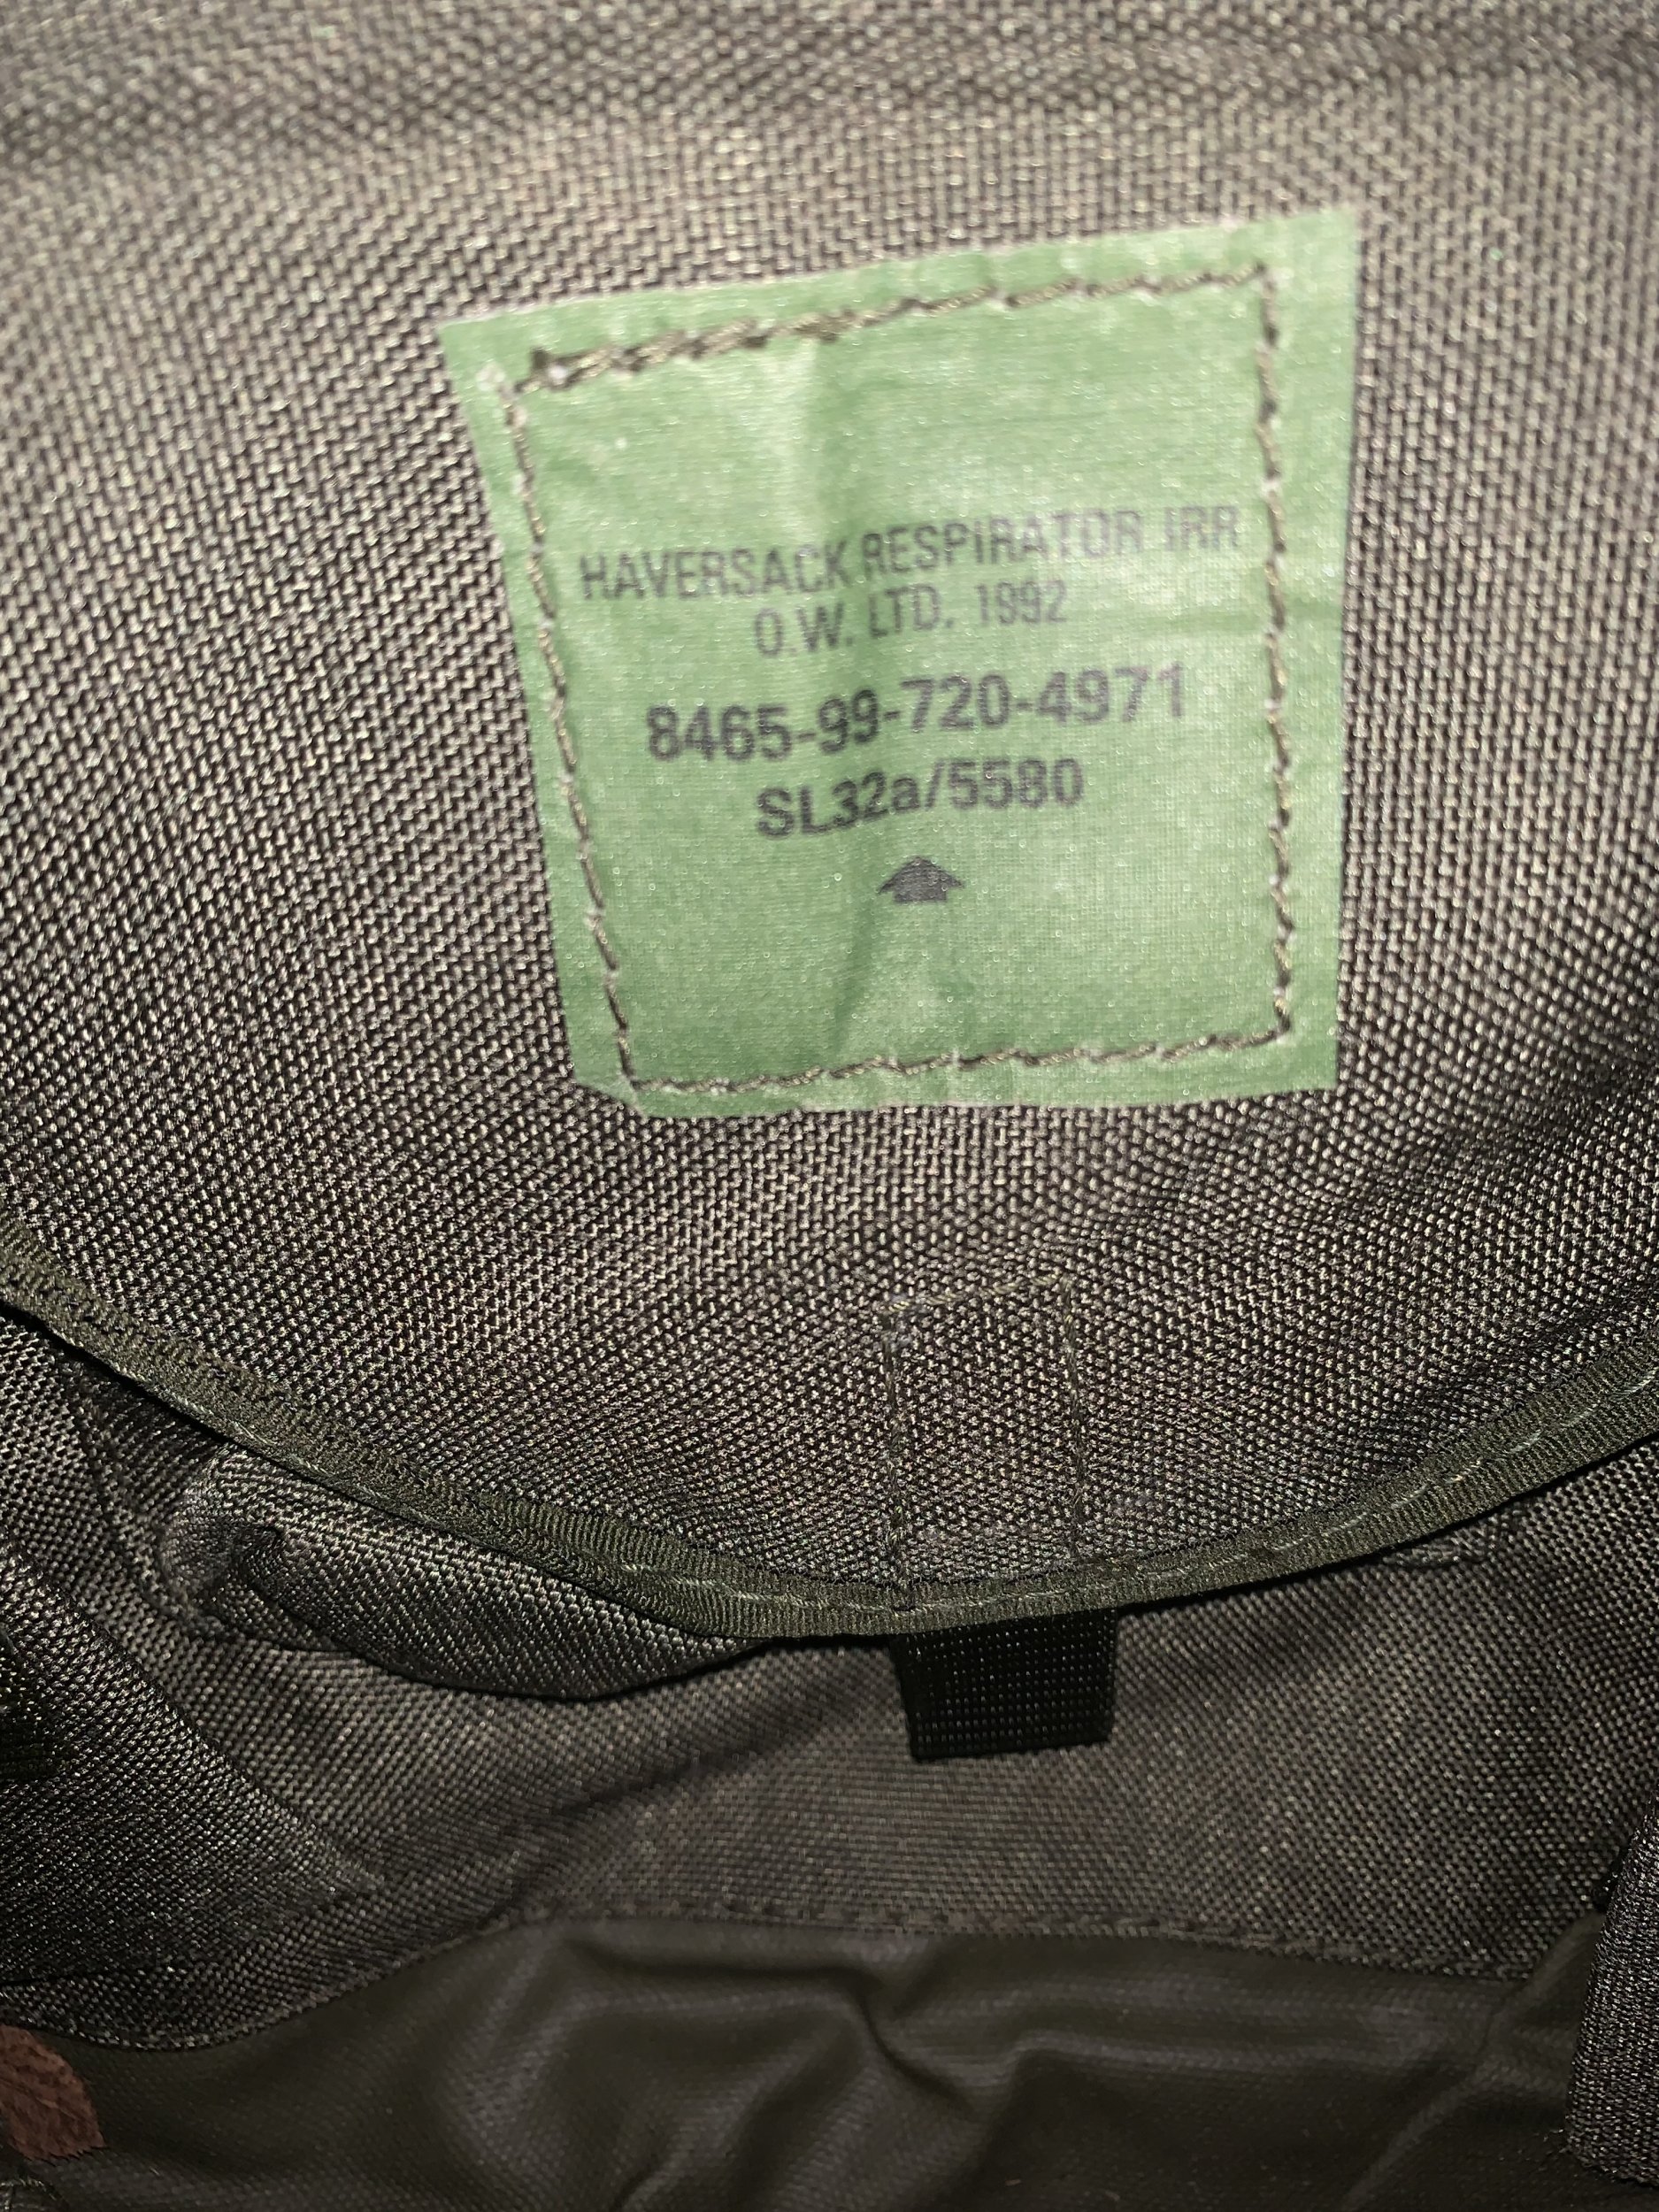 HAVERSACK RESPIRATOR IRR
O.W. LTD. 1992
8465-99-720-4971
SL32a/5580